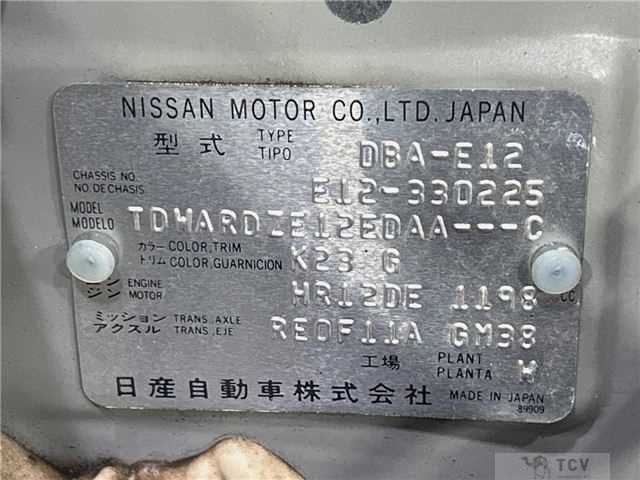 NISSAN MOTOR CO.,LTD. JAPAN
型式 TYPE TIPO DBA-E12
CHASSIS NO. NO. DE CHASIS E12-330225
MODEL MODELO TDWARDZE12EDAA---C
カラー COLOR, TRIM
トリム COLOR, GUARNICION K23 G
ジン ENGINE MOTOR HR12DE 1198 CC
ミッション TRANS. AXLE
アクスル TRANS. EJE RE0F11A GM38
工場 PLANT PLANTA W
日産自動車株式会社 MADE IN JAPAN
89909
TCV